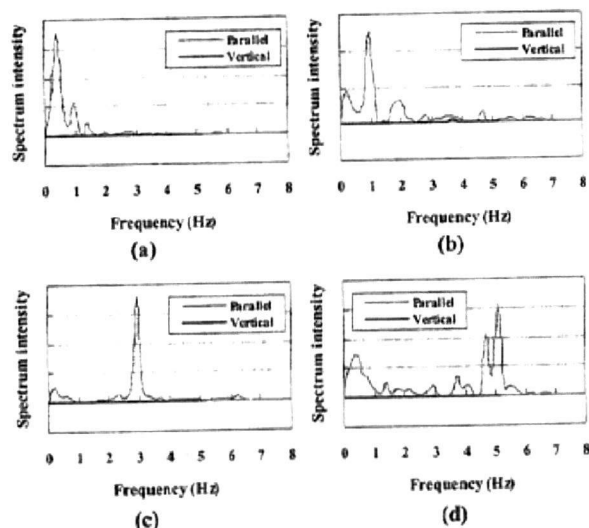 Spectrum intensity
Parallel
Vertical
0 1 2 3 4 5 6 7 8
Frequency (Hz)
(a)
Spectrum intensity
Parallel
Vertical
0 1 2 3 4 5 6 7 8
Frequency (Hz)
(b)
Spectrum intensity
Parallel
Vertical
0 1 2 3 4 5 6 7 8
Frequency (Hz)
(c)
Spectrum intensity
Parallel
Vertical
0 1 2 3 4 5 6 7 8
Frequency (Hz)
(d)